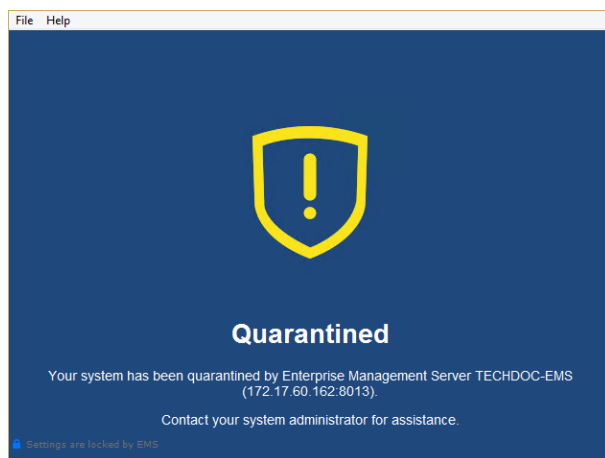 File Help
Quarantined
Your system has been quarantined by Enterprise Management Server TECHDOC-EMS
(172.17.60.162:8013).
Contact your system administrator for assistance.
Settings are locked by EMS